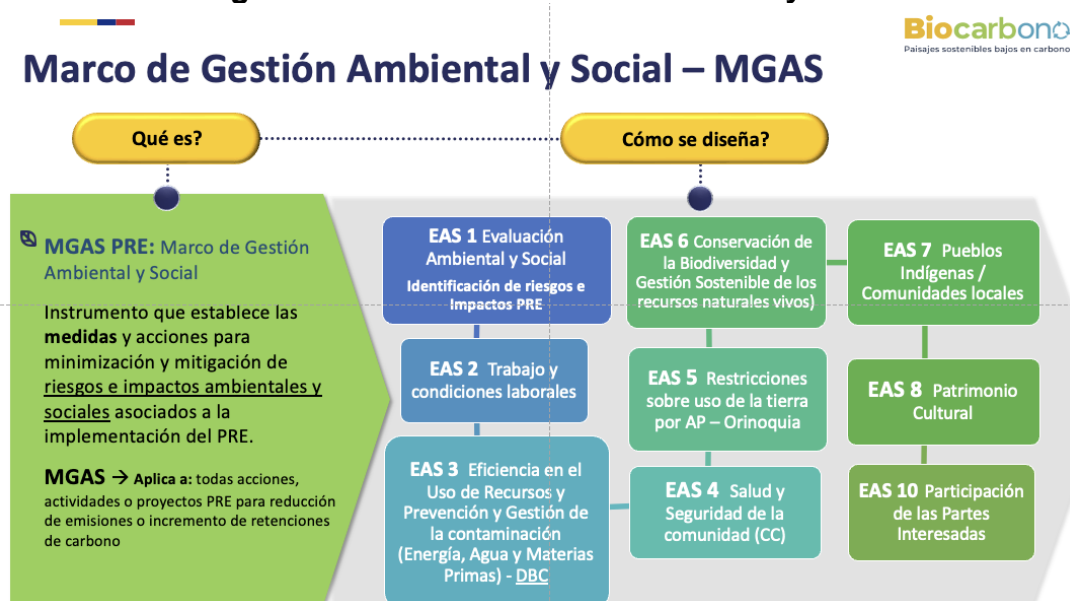 Biocarbono
Paisajes sostenibles bajos en carbono
Marco de Gestión Ambiental y Social – MGAS
Qué es?
Cómo se diseña?
MGAS PRE: Marco de Gestión
Ambiental y Social
Instrumento que establece las
medidas y acciones para
minimización y mitigación de
riesgos e impactos ambientales y
sociales asociados a la
implementación del PRE.
MGAS → Aplica a: todas acciones,
actividades o proyectos PRE para reducción
de emisiones o incremento de retenciones
de carbono
EAS 1 Evaluación
Ambiental y Social
Identificación de riesgos e
Impactos PRE
EAS 2 Trabajo y
condiciones laborales
EAS 3 Eficiencia en el
Uso de Recursos y
Prevención y Gestión de
la contaminación
(Energía, Agua y Materias
Primas) - DBC
EAS 4 Salud y
Seguridad de la
comunidad (CC)
EAS 5 Restricciones
sobre uso de la tierra
por AP – Orinoquia
EAS 6 Conservación de
la Biodiversidad y
Gestión Sostenible de los
recursos naturales vivos)
EAS 7 Pueblos
Indígenas /
Comunidades locales
EAS 8 Patrimonio
Cultural
EAS 10 Participación
de las Partes
Interesadas